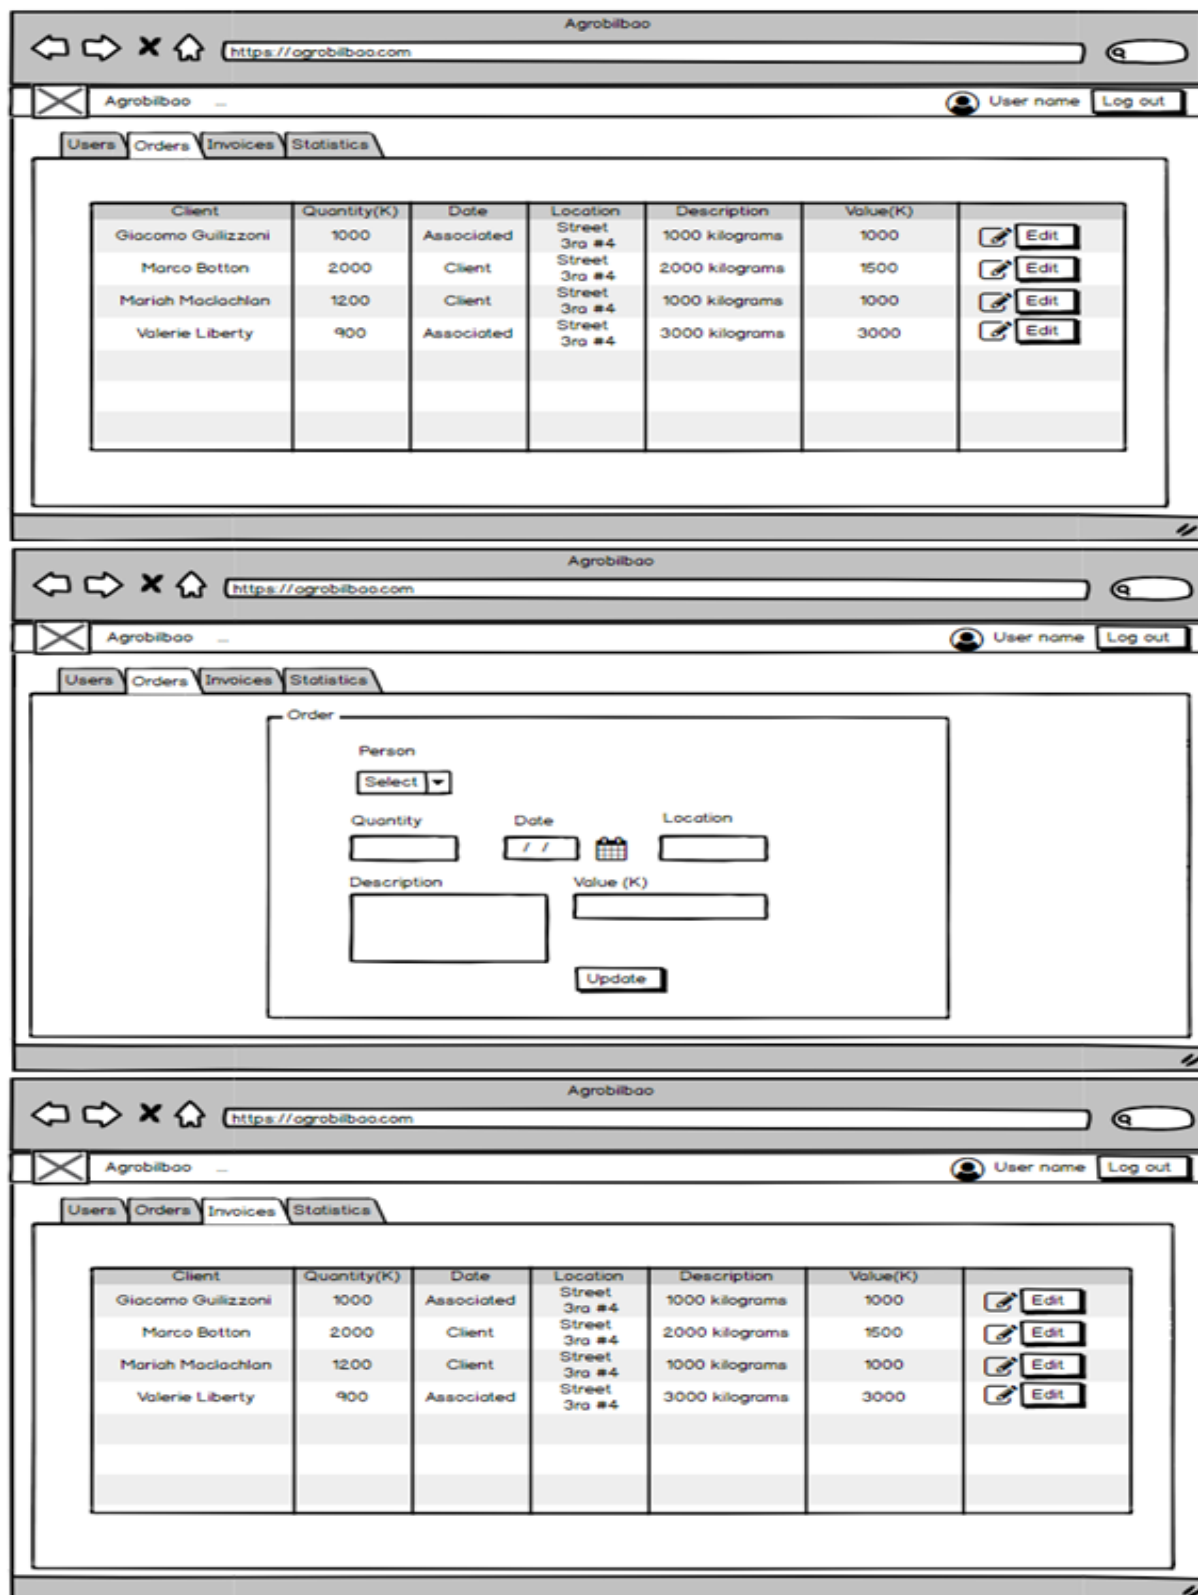 Agrobilbao
https://agrobilbao.com
Agrobilbao ... User name Log out
Users Orders Invoices Statistics
Client Quantity(K) Date Location Description Value(K)
Giacomo Guilizzoni 1000 Associated Street 3ra #4 1000 kilograms 1000 Edit
Marco Botton 2000 Client Street 3ra #4 2000 kilograms 1500 Edit
Mariah Maclachlan 1200 Client Street 3ra #4 1000 kilograms 1000 Edit
Valerie Liberty 900 Associated Street 3ra #4 3000 kilograms 3000 Edit
Agrobilbao
https://agrobilbao.com
Agrobilbao ... User name Log out
Users Orders Invoices Statistics
Order
Person
Select
Quantity Date Location
/ /
Description Value (K)
Update
Agrobilbao
https://agrobilbao.com
Agrobilbao ... User name Log out
Users Orders Invoices Statistics
Client Quantity(K) Date Location Description Value(K)
Giacomo Guilizzoni 1000 Associated Street 3ra #4 1000 kilograms 1000 Edit
Marco Botton 2000 Client Street 3ra #4 2000 kilograms 1500 Edit
Mariah Maclachlan 1200 Client Street 3ra #4 1000 kilograms 1000 Edit
Valerie Liberty 900 Associated Street 3ra #4 3000 kilograms 3000 Edit